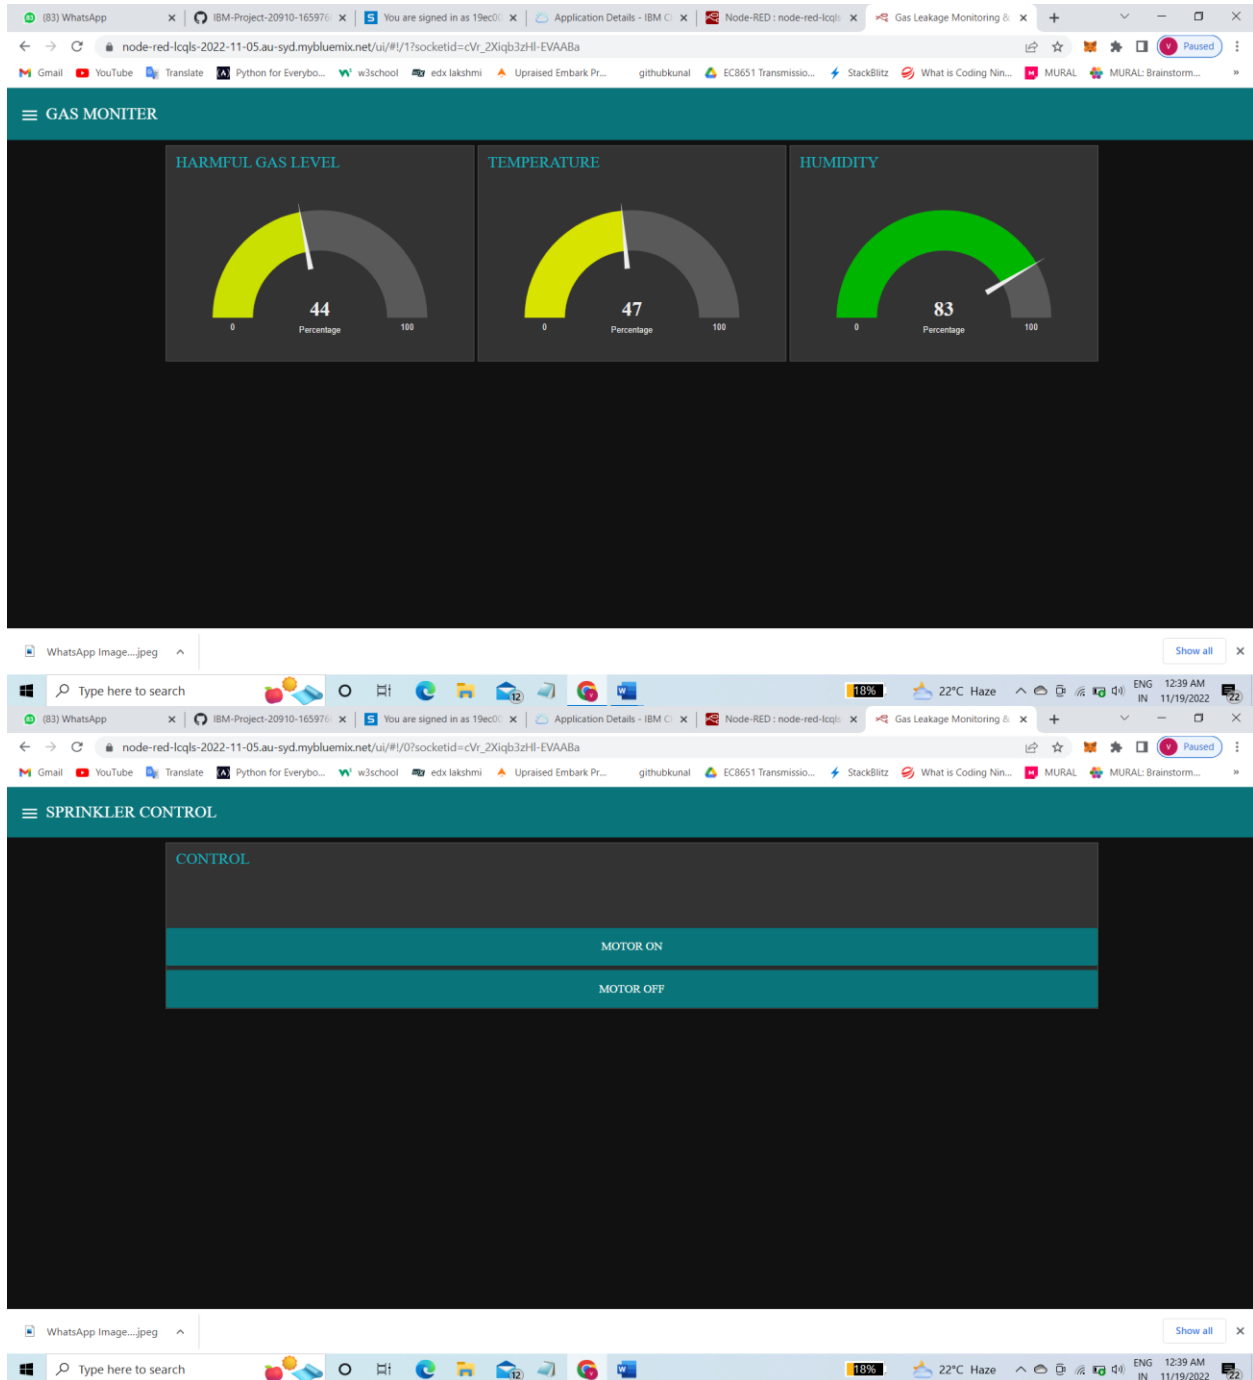 (83) WhatsApp
IBM-Project-20910-165976
You are signed in as 19ec0
Application Details - IBM Cl
Node-RED : node-red-lcqls
Gas Leakage Monitoring &
node-red-lcqls-2022-11-05.au-syd.mybluemix.net/ui/#!/1?socketid=cVr_2Xiqb3zHl-EVAABa
V Paused
Gmail YouTube Translate Python for Everybo... w3school edx lakshmi Upraised Embark Pr... githubkunal EC8651 Transmissio... StackBlitz What is Coding Nin... MURAL MURAL: Brainstorm... »
GAS MONITER
HARMFUL GAS LEVEL
44
Percentage
0 100
TEMPERATURE
47
Percentage
0 100
HUMIDITY
83
Percentage
0 100
WhatsApp Image....jpeg
Show all
Type here to search
12
18%
22°C Haze
ENG
IN
12:39 AM
11/19/2022
22
(83) WhatsApp
IBM-Project-20910-165976
You are signed in as 19ec0
Application Details - IBM Cl
Node-RED : node-red-lcqls
Gas Leakage Monitoring &
node-red-lcqls-2022-11-05.au-syd.mybluemix.net/ui/#!/0?socketid=cVr_2Xiqb3zHl-EVAABa
V Paused
Gmail YouTube Translate Python for Everybo... w3school edx lakshmi Upraised Embark Pr... githubkunal EC8651 Transmissio... StackBlitz What is Coding Nin... MURAL MURAL: Brainstorm... »
SPRINKLER CONTROL
CONTROL
MOTOR ON
MOTOR OFF
WhatsApp Image....jpeg
Show all
Type here to search
12
18%
22°C Haze
ENG
IN
12:39 AM
11/19/2022
22